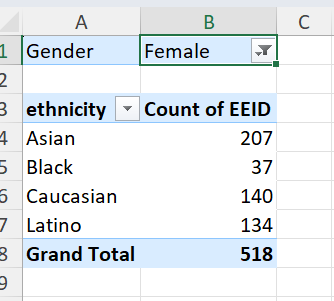 A B C
1 Gender Female
2
3 ethnicity Count of EEID
4 Asian 207
5 Black 37
6 Caucasian 140
7 Latino 134
8 Grand Total 518
9